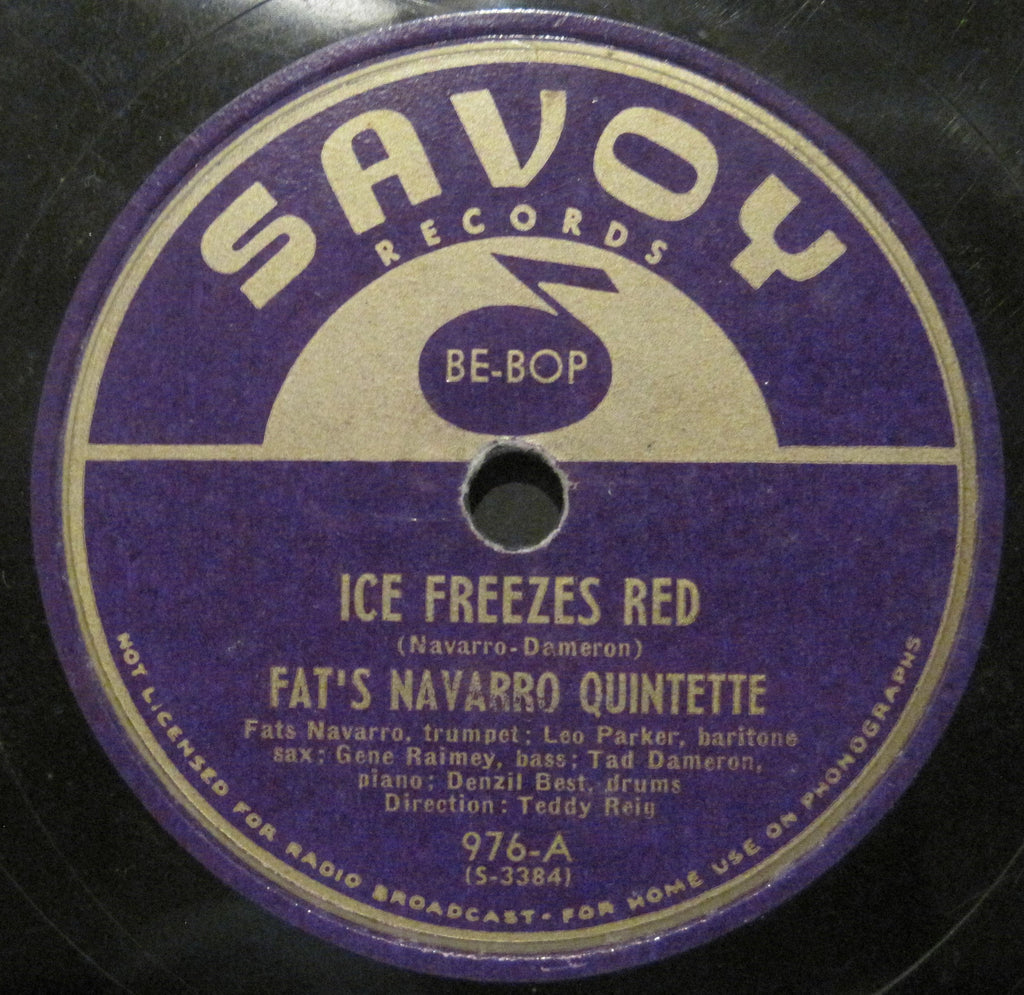 SAVOY
RECORDS
BE-BOP
ICE FREEZES RED
(Navarro-Dameron)
FAT'S NAVARRO QUINTETTE
Fats Navarro, trumpet; Leo Parker, baritone
sax; Gene Raimey, bass; Tad Dameron,
piano; Denzil Best, drums
Direction: Teddy Reig
976-A
(S-3384)
NOT LICENSED FOR RADIO BROADCAST • FOR HOME USE ON PHONOGRAPHS